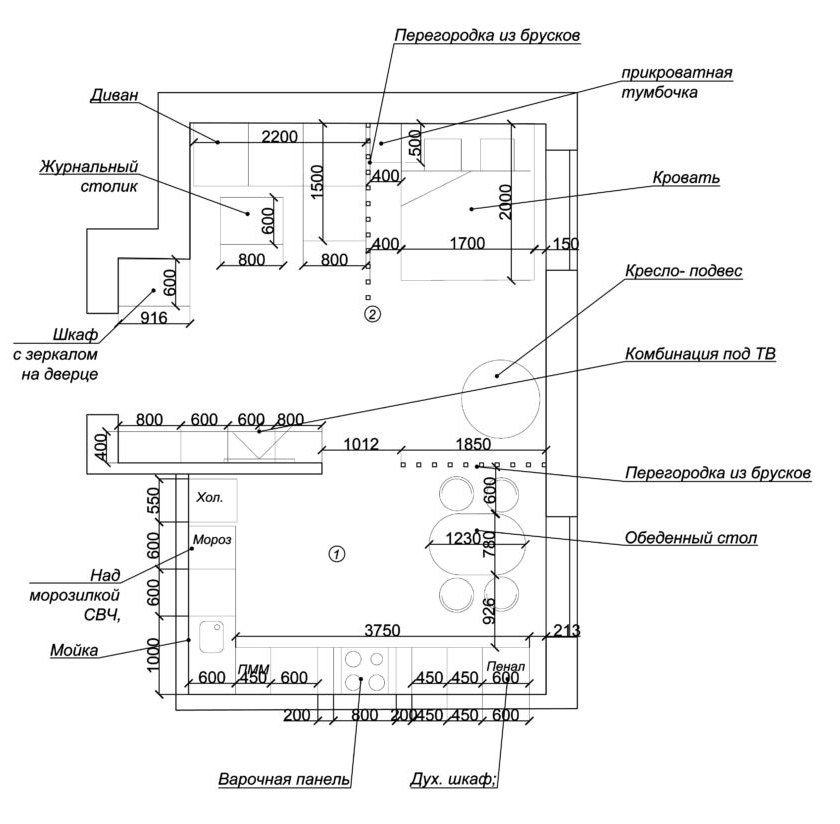 Перегородка из брусков
прикроватная
тумбочка
Диван
2200
500
Журнальный
столик
1500
400
Кровать
2000
600
800
800
400
1700
150
600
Кресло- подвес
916
2
Шкаф
с зеркалом
на дверце
Комбинация под ТВ
800
600
600
800
400
1012
1850
Перегородка из брусков
550
Хол.
600
600
Мороз
1230
780
Обеденный стол
1
Над
морозилкой
СВЧ,
600
926
3750
213
Мойка
1000
ПММ
Пенал
600
450
600
450
450
600
200
800
200
450
450
600
Варочная панель
Дух. шкаф;